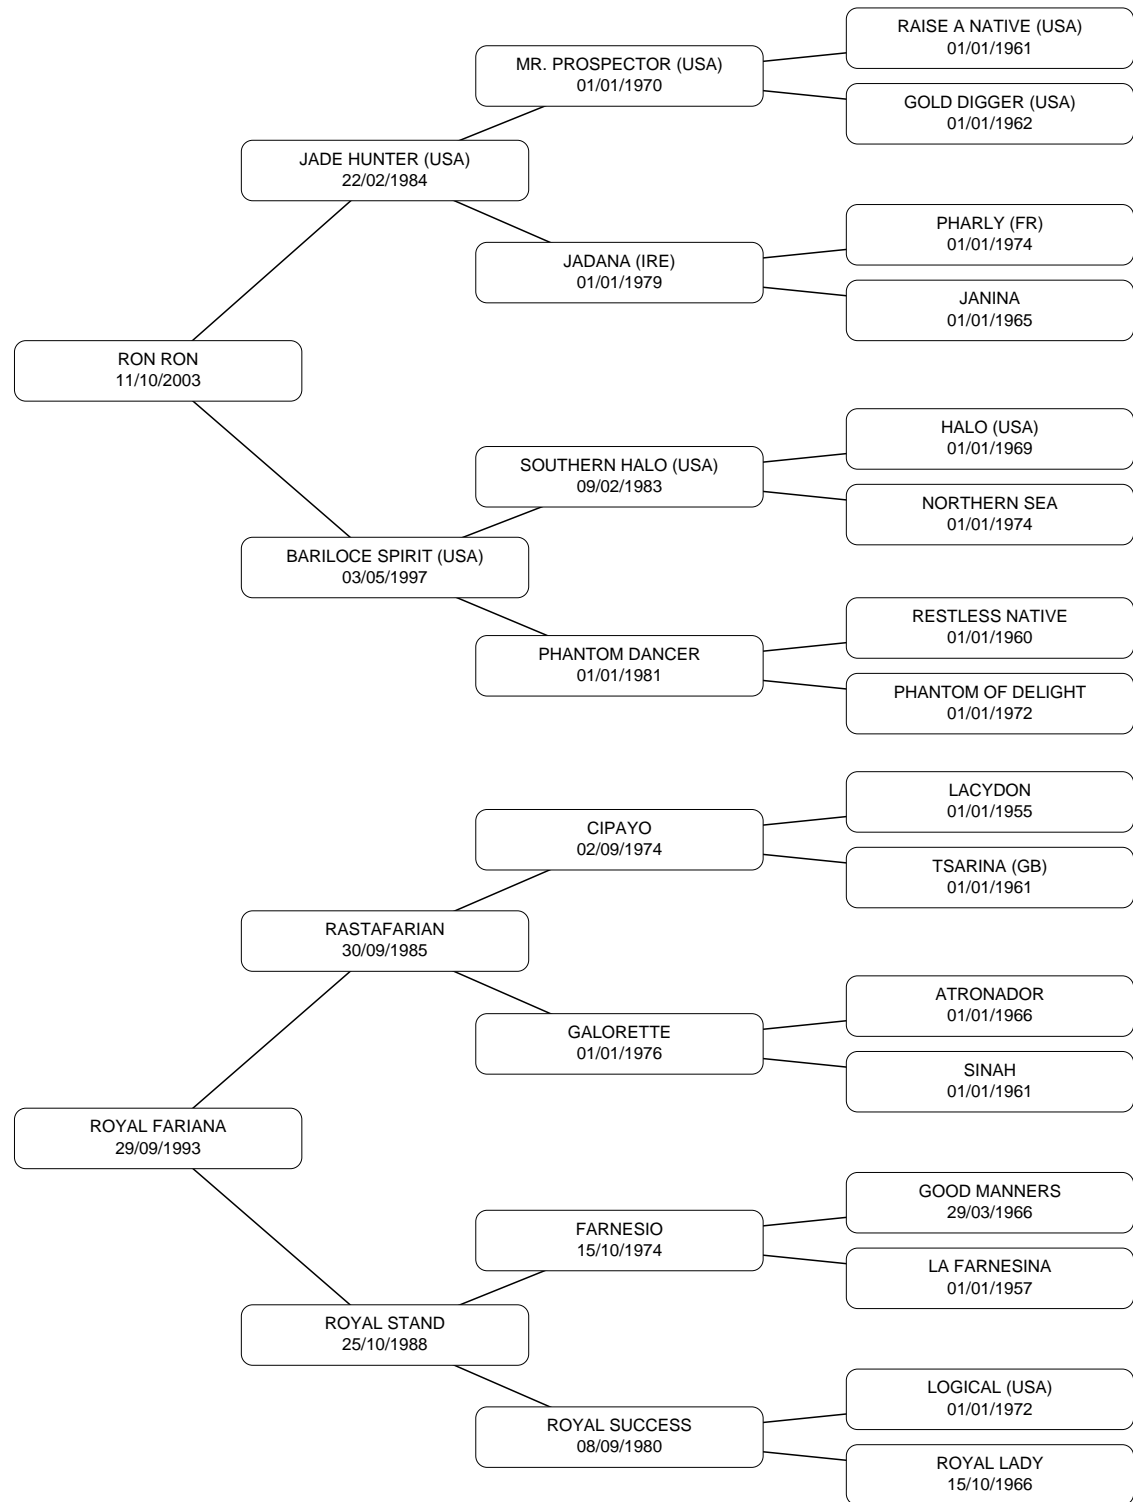 RAISE A NATIVE (USA)
01/01/1961
MR. PROSPECTOR (USA)
01/01/1970
GOLD DIGGER (USA)
01/01/1962
JADE HUNTER (USA)
22/02/1984
PHARLY (FR)
01/01/1974
JADANA (IRE)
01/01/1979
JANINA
01/01/1965
RON RON
11/10/2003
HALO (USA)
01/01/1969
SOUTHERN HALO (USA)
09/02/1983
NORTHERN SEA
01/01/1974
BARILOCE SPIRIT (USA)
03/05/1997
RESTLESS NATIVE
01/01/1960
PHANTOM DANCER
01/01/1981
PHANTOM OF DELIGHT
01/01/1972
LACYDON
01/01/1955
CIPAYO
02/09/1974
TSARINA (GB)
01/01/1961
RASTAFARIAN
30/09/1985
ATRONADOR
01/01/1966
GALORETTE
01/01/1976
SINAH
01/01/1961
ROYAL FARIANA
29/09/1993
GOOD MANNERS
29/03/1966
FARNESIO
15/10/1974
LA FARNESINA
01/01/1957
ROYAL STAND
25/10/1988
LOGICAL (USA)
01/01/1972
ROYAL SUCCESS
08/09/1980
ROYAL LADY
15/10/1966